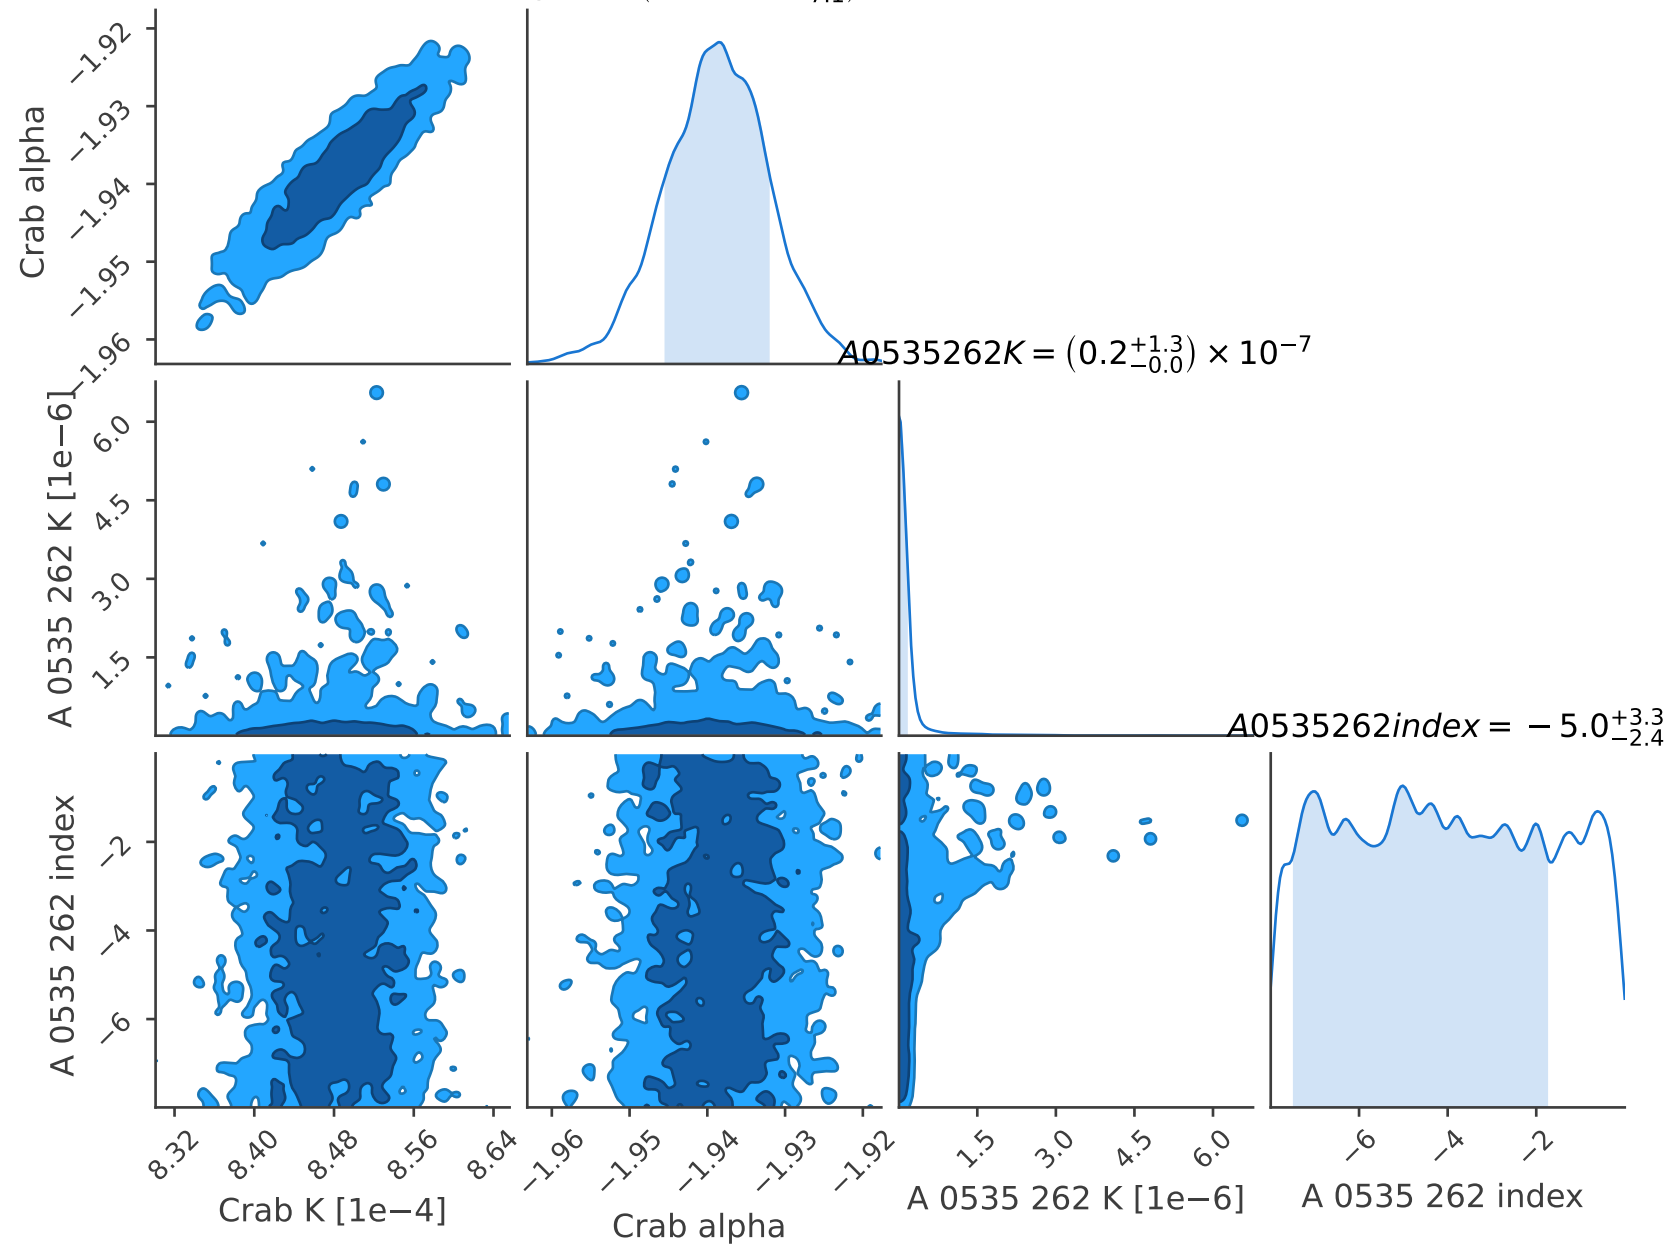 −1.92
−1.93
−1.94
−1.95
−1.96
Crab alpha
A0535262K = (0.2 +1.3 −0.0) × 10−7
6.0
4.5
3.0
1.5
A 0535 262 K [1e−6]
A0535262index = −5.0 +3.3 −2.4
−2
−4
−6
A 0535 262 index
8.32 8.40 8.48 8.56 8.64
−1.96 −1.95 −1.94 −1.93 −1.92
1.5 3.0 4.5 6.0
−6 −4 −2
Crab K [1e−4]
Crab alpha
A 0535 262 K [1e−6]
A 0535 262 index